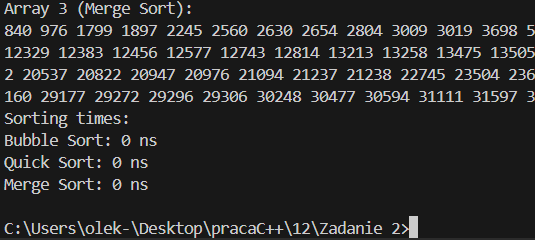 Array 3 (Merge Sort):
840 976 1799 1897 2245 2560 2630 2654 2804 3009 3019 3698 5
12329 12383 12456 12577 12743 12814 13213 13258 13475 13505
2 20537 20822 20947 20976 21094 21237 21238 22745 23504 236
160 29177 29272 29296 29306 30248 30477 30594 31111 31597 3
Sorting times:
Bubble Sort: 0 ns
Quick Sort: 0 ns
Merge Sort: 0 ns
C:\Users\olek-\Desktop\pracaC++\12\Zadanie 2>